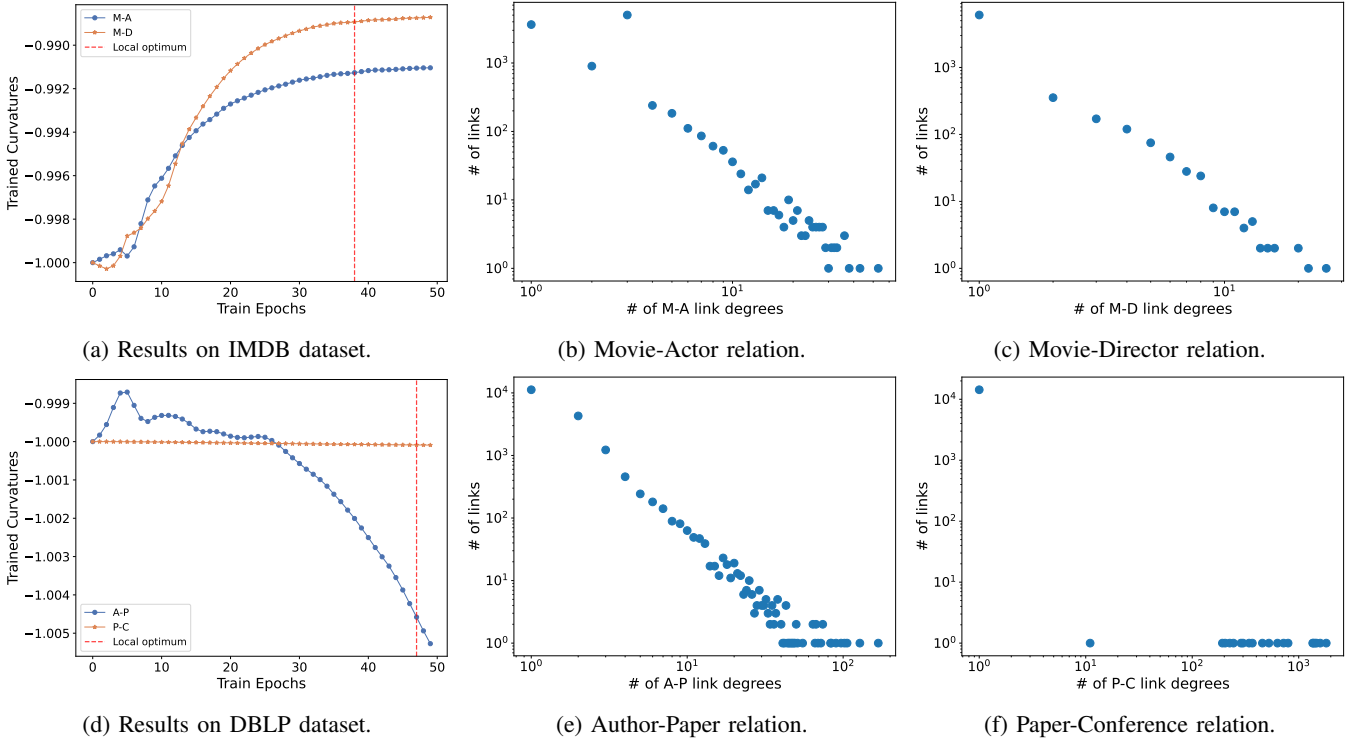 M-A
M-D
Local optimum
−0.990
−0.992
−0.994
−0.996
−0.998
−1.000
Trained Curvatures
0 10 20 30 40 50
Train Epochs
(a) Results on IMDB dataset.
10³
10²
10¹
10⁰
# of links
10⁰ 10¹
# of M-A link degrees
(b) Movie-Actor relation.
10³
10²
10¹
10⁰
# of links
10⁰ 10¹
# of M-D link degrees
(c) Movie-Director relation.
−0.999
−1.000
−1.001
−1.002
−1.003
−1.004
−1.005
Trained Curvatures
A-P
P-C
Local optimum
0 10 20 30 40 50
Train Epochs
(d) Results on DBLP dataset.
10⁴
10³
10²
10¹
10⁰
# of links
10⁰ 10¹ 10²
# of A-P link degrees
(e) Author-Paper relation.
10⁴
10³
10²
10¹
10⁰
# of links
10⁰ 10¹ 10² 10³
# of P-C link degrees
(f) Paper-Conference relation.